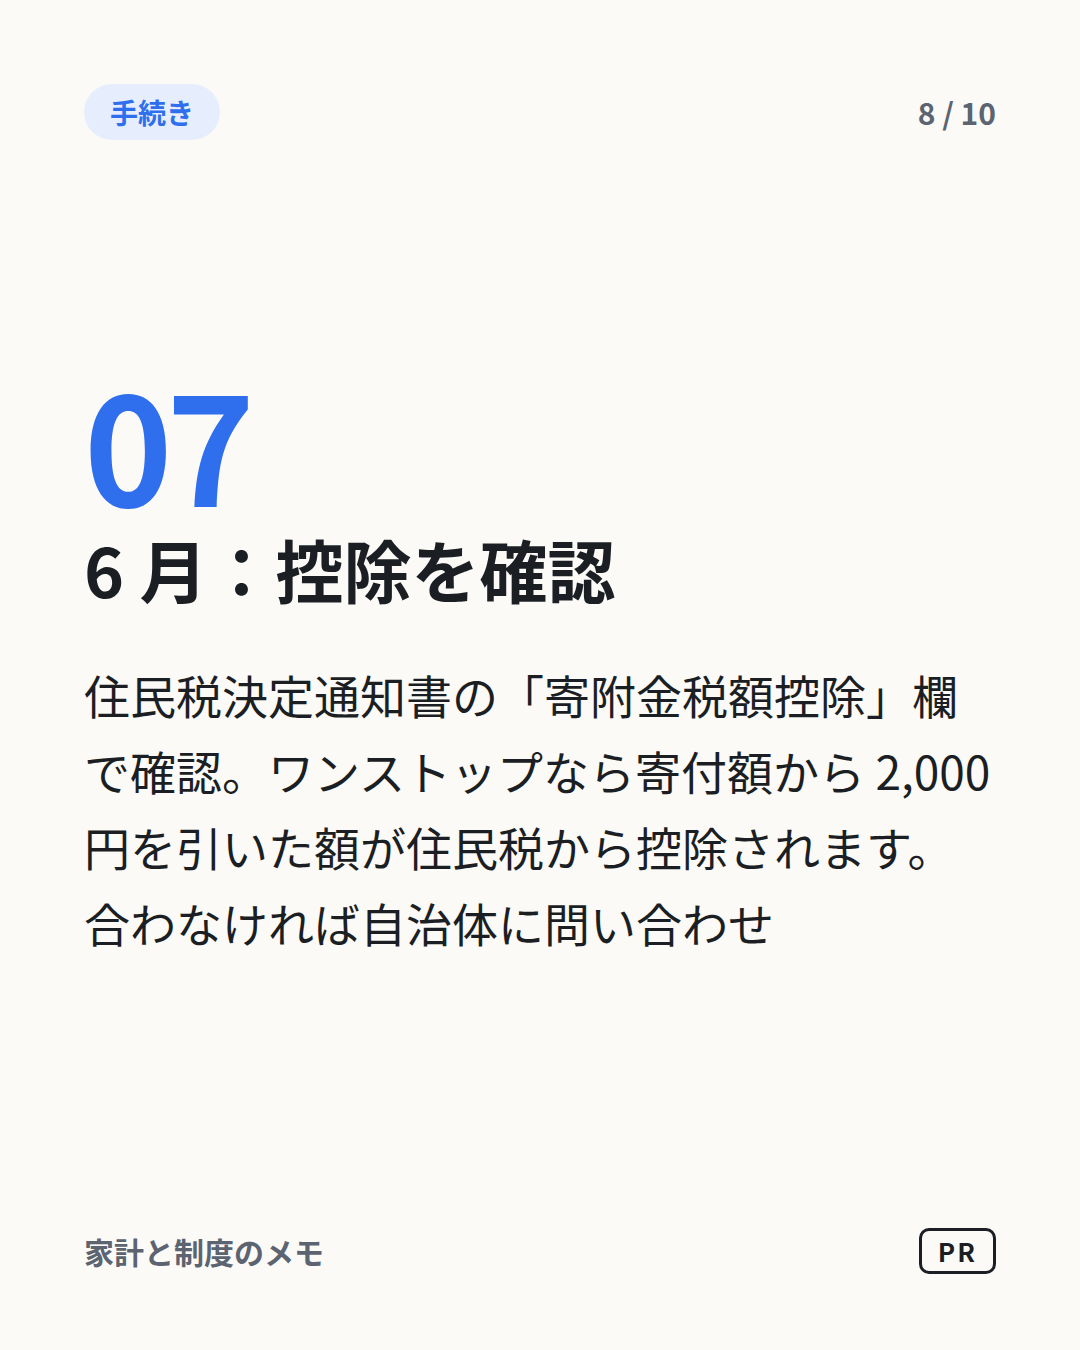 手続き
8 / 10
07
6 月：控除を確認
住民税決定通知書の「寄附金税額控除」欄
で確認。ワンストップなら寄付額から 2,000
円を引いた額が住民税から控除されます。
合わなければ自治体に問い合わせ
家計と制度のメモ
PR